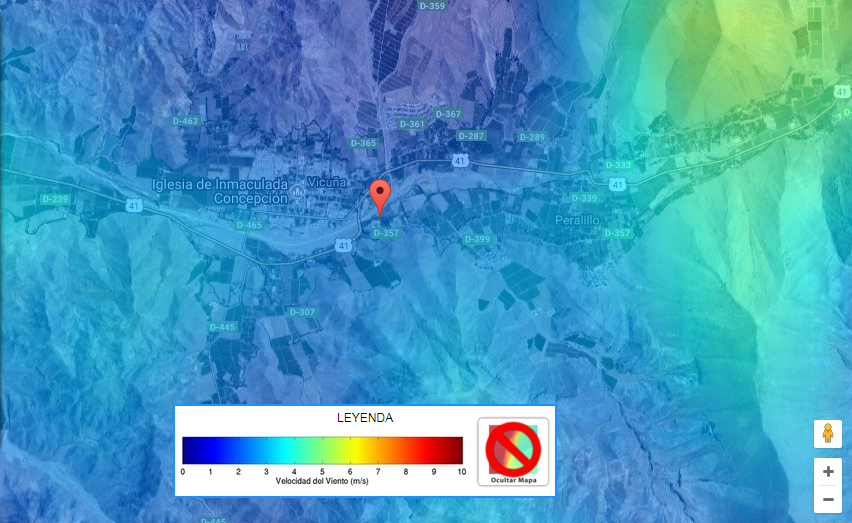 D-359
41
D-463
D-367
D-361
D-287
D-289
D-365
41
D-333
41
Iglesia de Inmaculada
Concepción
Vicuña
D-239
41
D-339
Peralillo
D-465
D-357
D-399
D-357
41
D-307
D-445
LEYENDA
0 1 2 3 4 5 6 7 8 9 10
Velocidad del Viento (m/s)
Ocultar Mapa
+
−
D-445